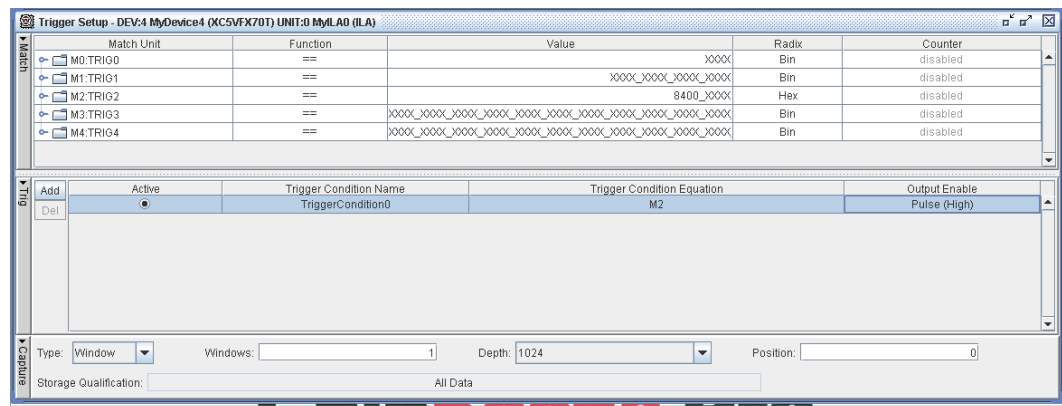 Trigger Setup - DEV:4 MyDevice4 (XC5VFX70T) UNIT:0 MyILA0 (ILA)
Match
Match Unit Function Value Radix Counter
M0:TRIG0 == XXXX Bin disabled
M1:TRIG1 == XXXX_XXXX_XXXX_XXXX Bin disabled
M2:TRIG2 == 8400_XXXX Hex disabled
M3:TRIG3 == XXXX_XXXX_XXXX_XXXX_XXXX_XXXX_XXXX_XXXX_XXXX_XXXX_XXXX Bin disabled
M4:TRIG4 == XXXX_XXXX_XXXX_XXXX_XXXX_XXXX_XXXX_XXXX_XXXX_XXXX_XXXX Bin disabled
Trig
Add Active Trigger Condition Name Trigger Condition Equation Output Enable
Del TriggerCondition0 M2 Pulse (High)
Capture
Type: Window Windows: 1 Depth: 1024 Position: 0
Storage Qualification: All Data